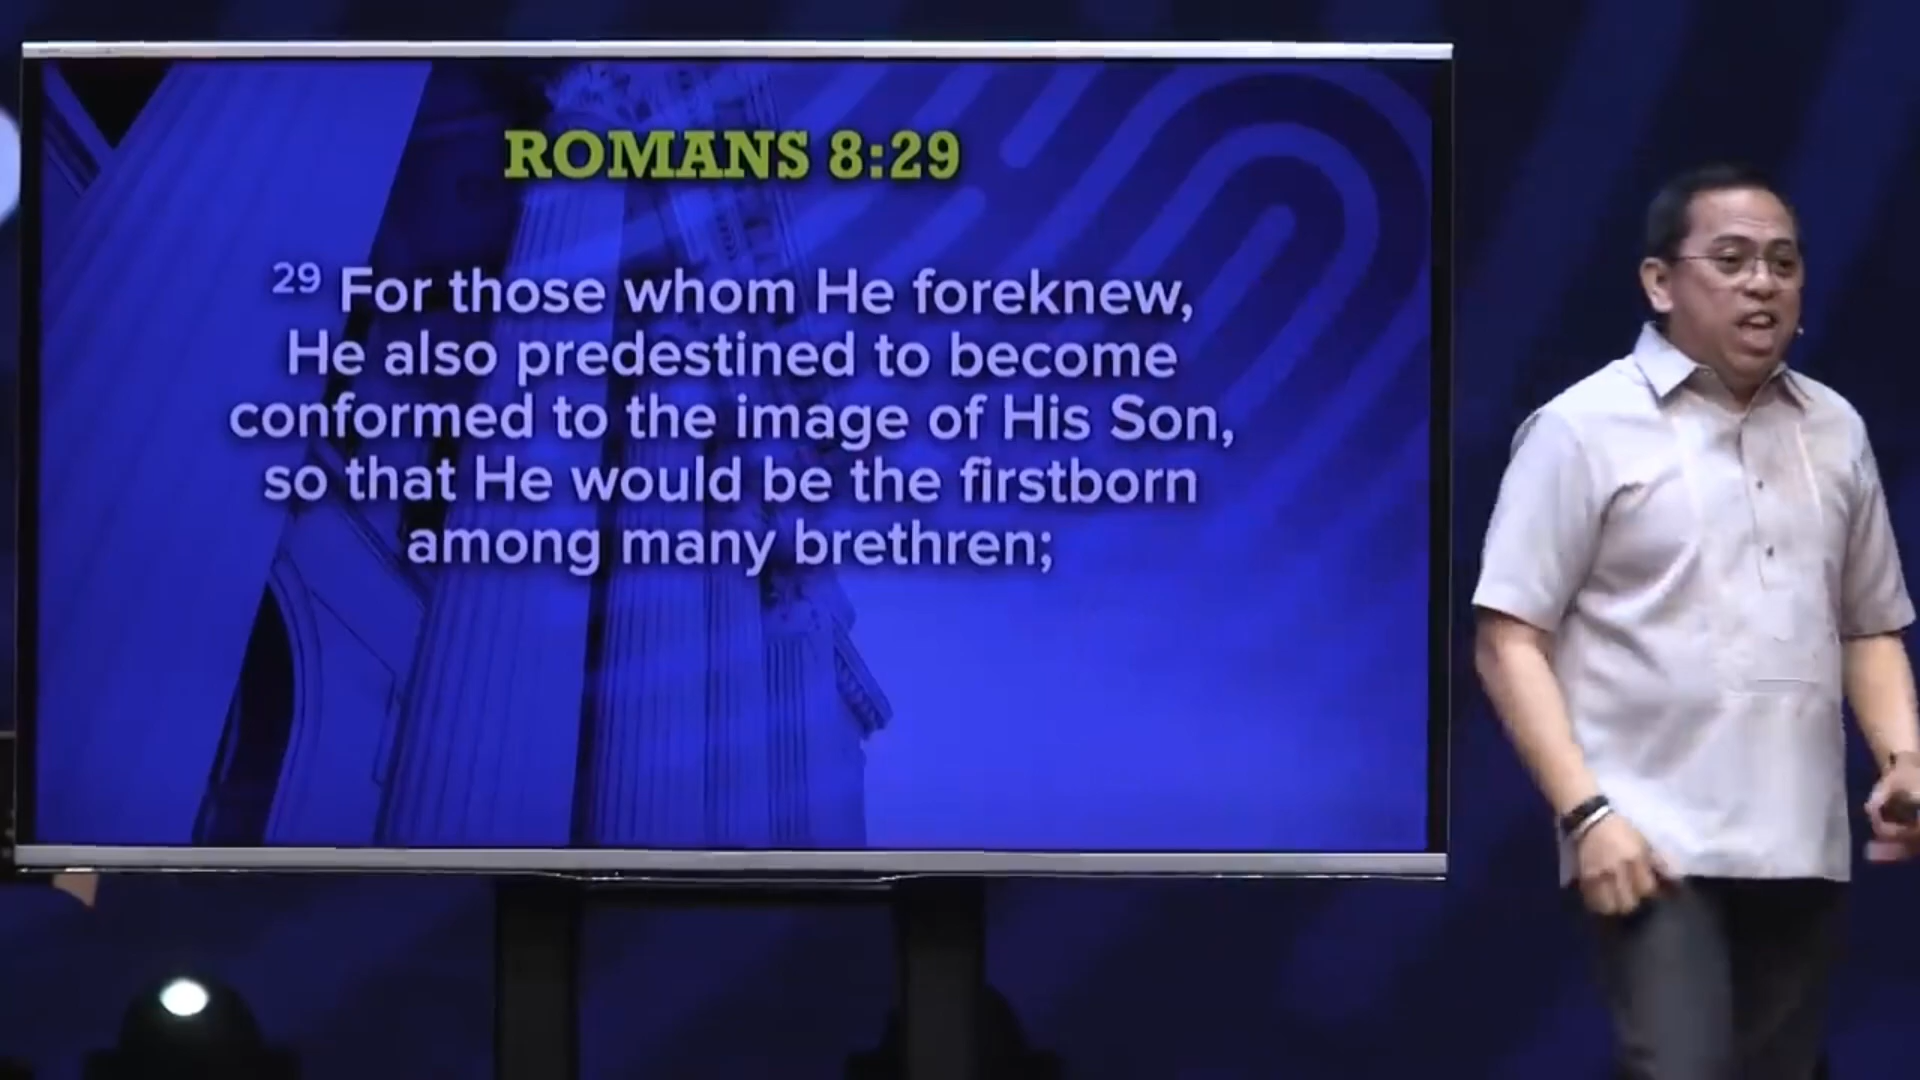 ROMANS 8:29
29 For those whom He foreknew,
He also predestined to become
conformed to the image of His Son,
so that He would be the firstborn
among many brethren;